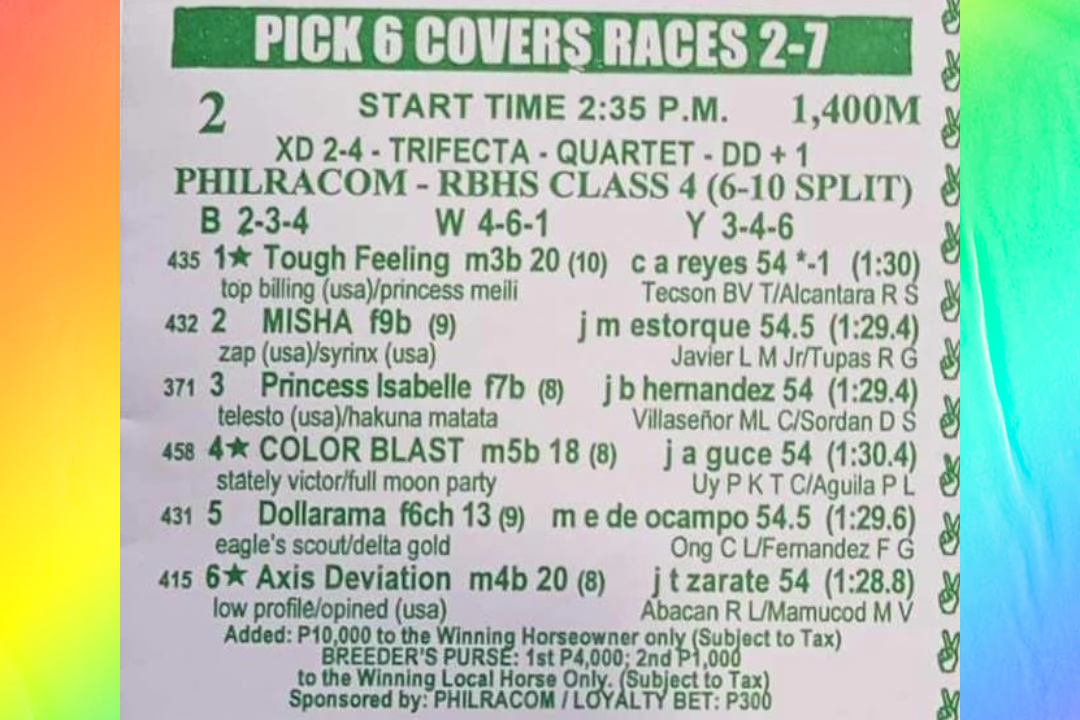 PICK 6 COVERS RACES 2-7
2 START TIME 2:35 P.M. 1,400M
XD 2-4 - TRIFECTA - QUARTET - DD + 1
PHILRACOM - RBHS CLASS 4 (6-10 SPLIT)
B 2-3-4 W 4-6-1 Y 3-4-6
435 1★ Tough Feeling m3b 20 (10) c a reyes 54 *-1 (1:30)
top billing (usa)/princess meili Tecson BV T/Alcantara R S
432 2 MISHA f9b (9) j m estorque 54.5 (1:29.4)
zap (usa)/syrinx (usa) Javier L M Jr/Tupas R G
371 3 Princess Isabelle f7b (8) j b hernandez 54 (1:29.4)
telesto (usa)/hakuna matata Villaseñor ML C/Sordan D S
458 4★ COLOR BLAST m5b 18 (8) j a guce 54 (1:30.4)
stately victor/full moon party Uy P K T C/Aguila P L
431 5 Dollarama f6ch 13 (9) m e de ocampo 54.5 (1:29.6)
eagle's scout/delta gold Ong C L/Fernandez F G
415 6★ Axis Deviation m4b 20 (8) j t zarate 54 (1:28.8)
low profile/opined (usa) Abacan R L/Mamucod M V
Added: P10,000 to the Winning Horseowner only (Subject to Tax)
BREEDER'S PURSE: 1st P4,000; 2nd P1,000
to the Winning Local Horse Only. (Subject to Tax)
Sponsored by: PHILRACOM / LOYALTY BET: P300